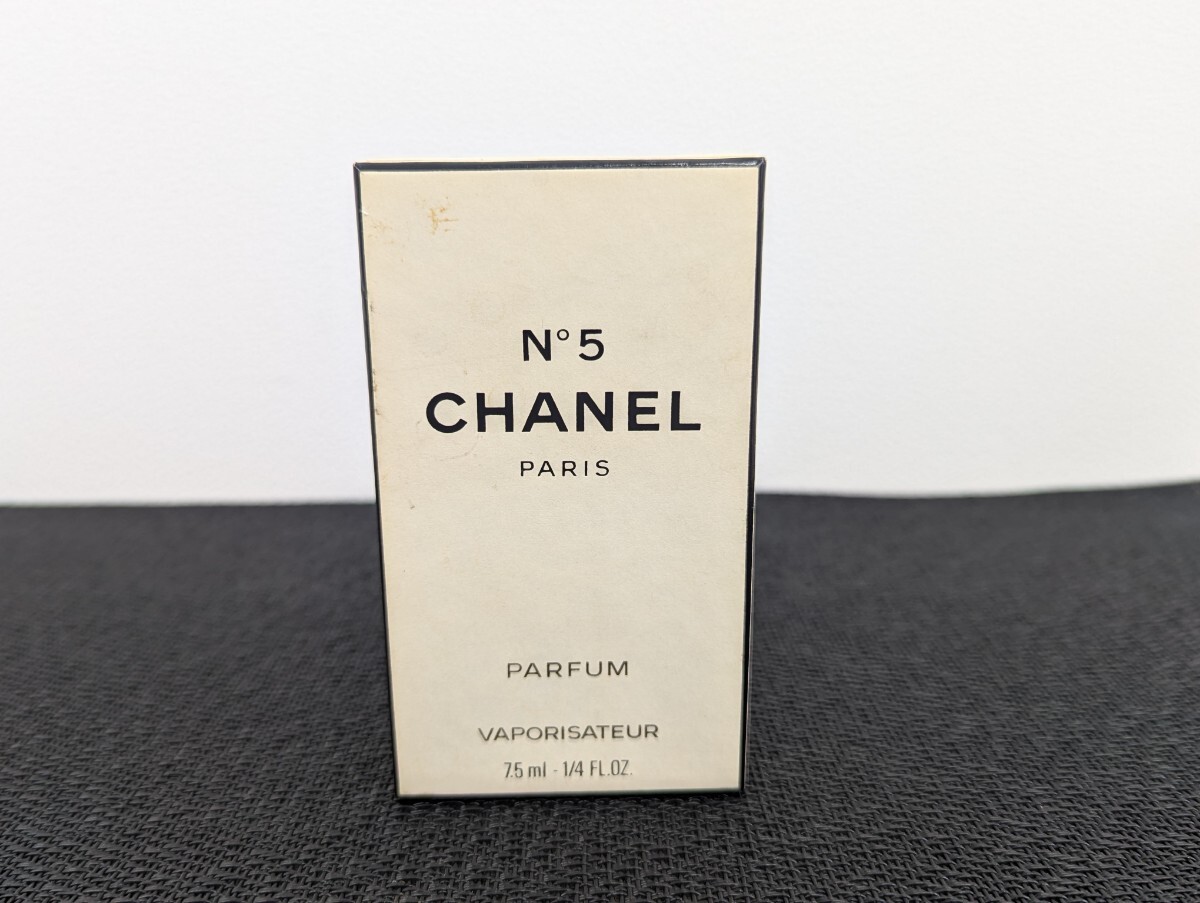 N° 5
CHANEL
PARIS
PARFUM
VAPORISATEUR
7.5 ml - 1/4 FL.OZ.